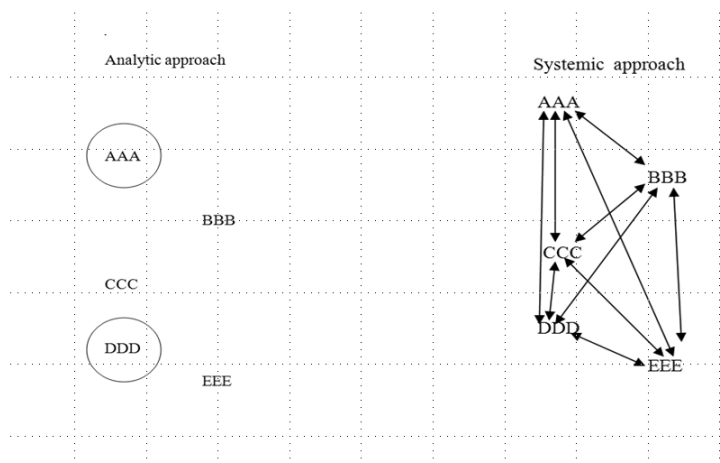 Analytic approach
AAA
BBB
CCC
DDD
EEE
Systemic approach
AAA
BBB
CCC
DDD
EEE